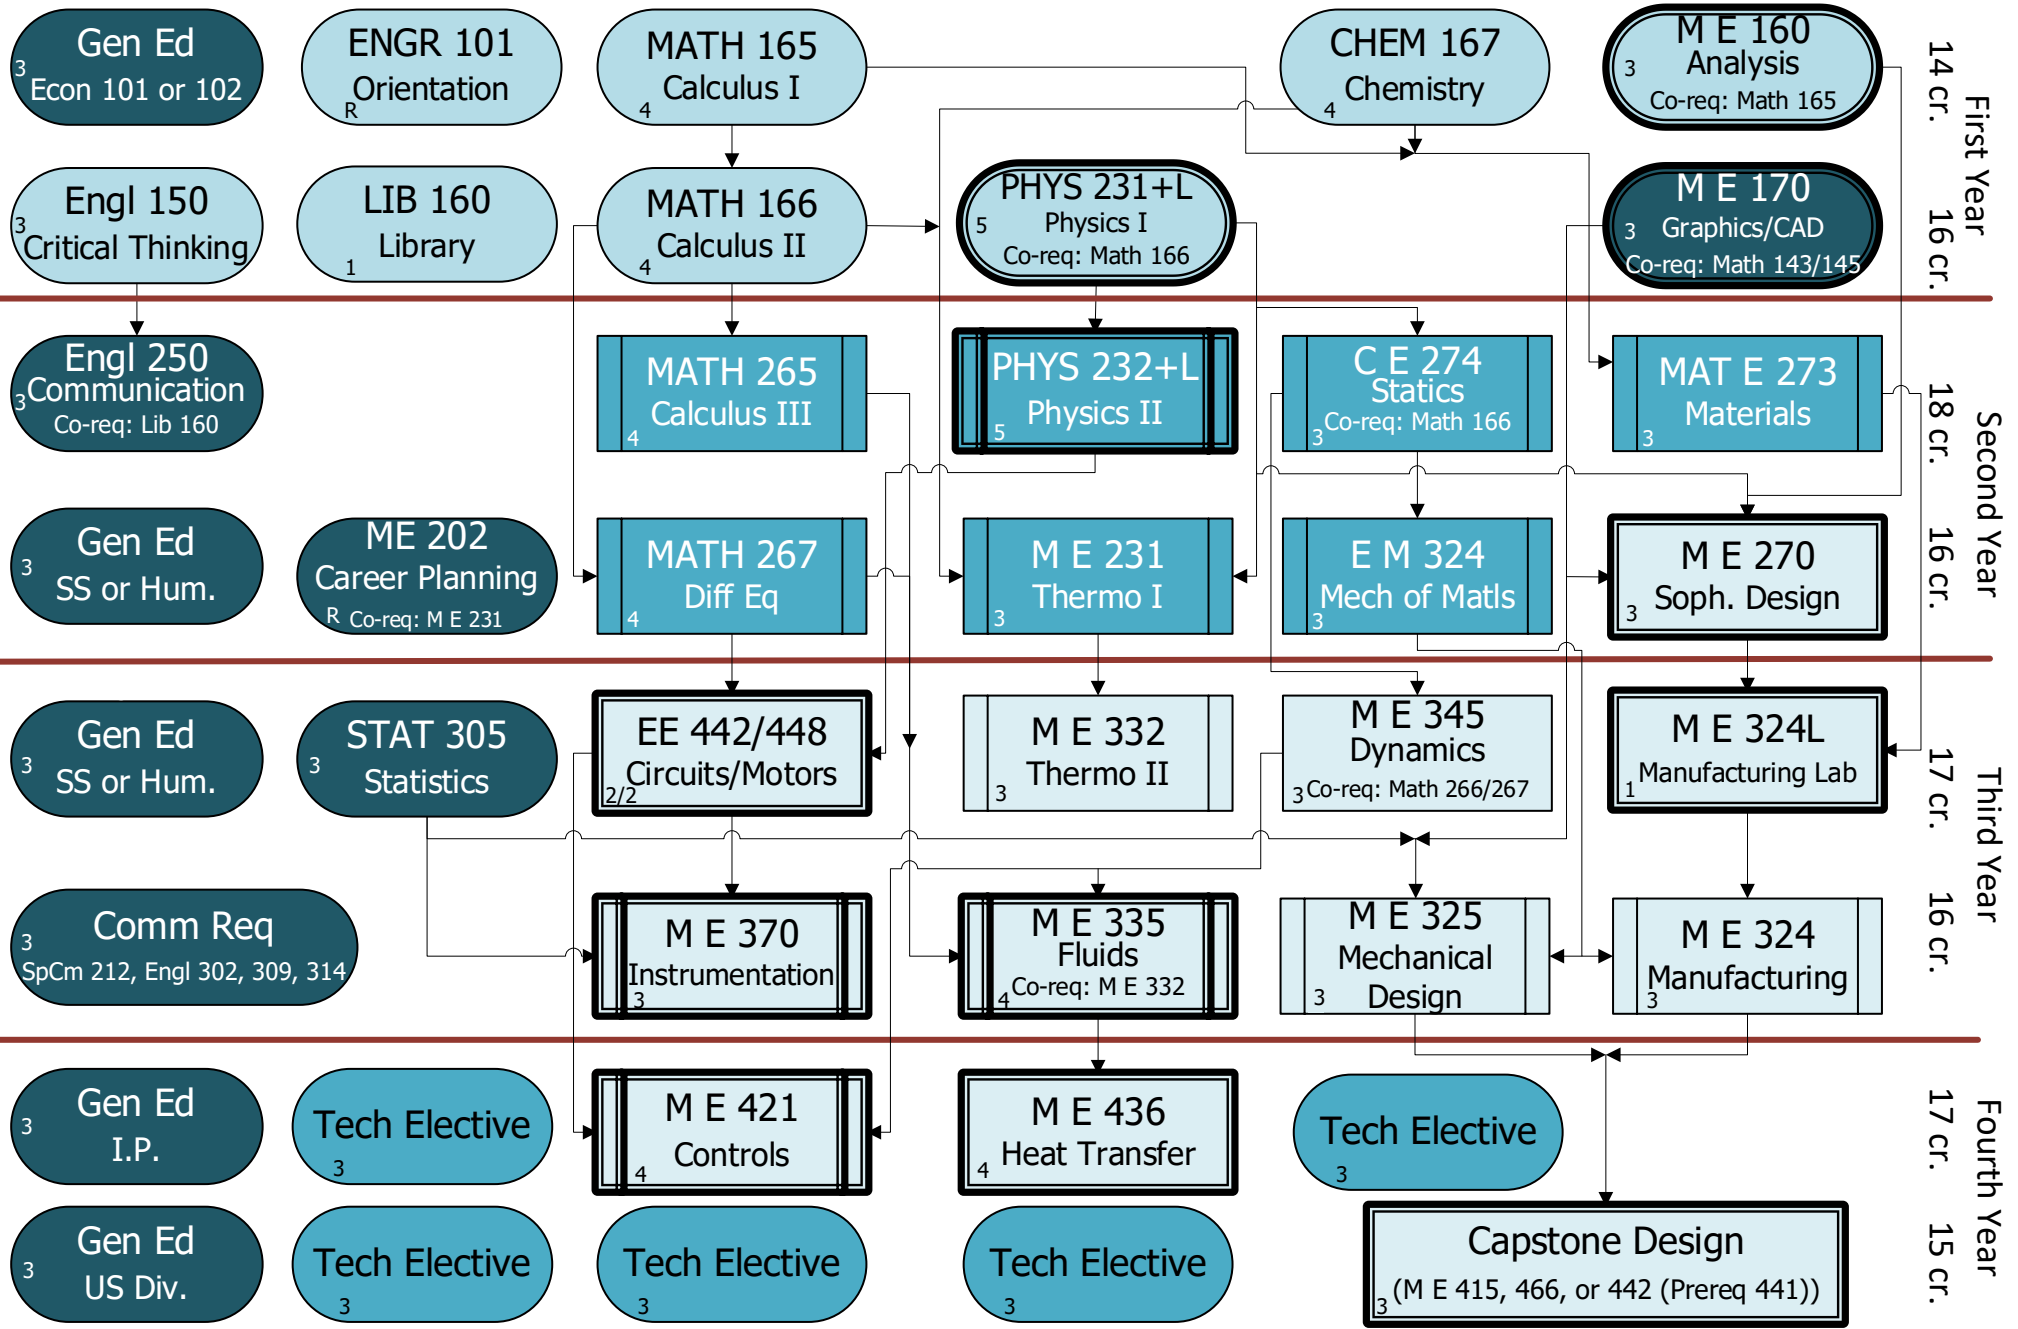 Gen Ed
3
Econ 101 or 102
ENGR 101
Orientation
R
MATH 165
Calculus I
4
CHEM 167
Chemistry
4
M E 160
Analysis
3
Co-req: Math 165
14 cr.
First Year
Engl 150
3
Critical Thinking
LIB 160
Library
1
MATH 166
Calculus II
4
PHYS 231+L
Physics I
5
Co-req: Math 166
M E 170
Graphics/CAD
3
Co-req: Math 143/145
16 cr.
Engl 250
Communication
3
Co-req: Lib 160
MATH 265
Calculus III
4
PHYS 232+L
Physics II
5
C E 274
Statics
Co-req: Math 166
3
MAT E 273
Materials
3
18 cr.
Second Year
Gen Ed
3
SS or Hum.
ME 202
Career Planning
R Co-req: M E 231
MATH 267
Diff Eq
4
M E 231
Thermo I
3
E M 324
Mech of Matls
3
M E 270
Soph. Design
3
16 cr.
Gen Ed
3
SS or Hum.
STAT 305
3
Statistics
EE 442/448
Circuits/Motors
2/2
M E 332
Thermo II
3
M E 345
Dynamics
3 Co-req: Math 266/267
M E 324L
Manufacturing Lab
1
17 cr.
Third Year
Comm Req
3
SpCm 212, Engl 302, 309, 314
M E 370
Instrumentation
3
M E 335
Fluids
4 Co-req: M E 332
M E 325
Mechanical
Design
3
M E 324
Manufacturing
3
16 cr.
Gen Ed
3
I.P.
Tech Elective
3
M E 421
Controls
4
M E 436
Heat Transfer
4
Tech Elective
3
17 cr.
Fourth Year
Gen Ed
3
US Div.
Tech Elective
3
Tech Elective
3
Tech Elective
3
Capstone Design
3 (M E 415, 466, or 442 (Prereq 441))
15 cr.